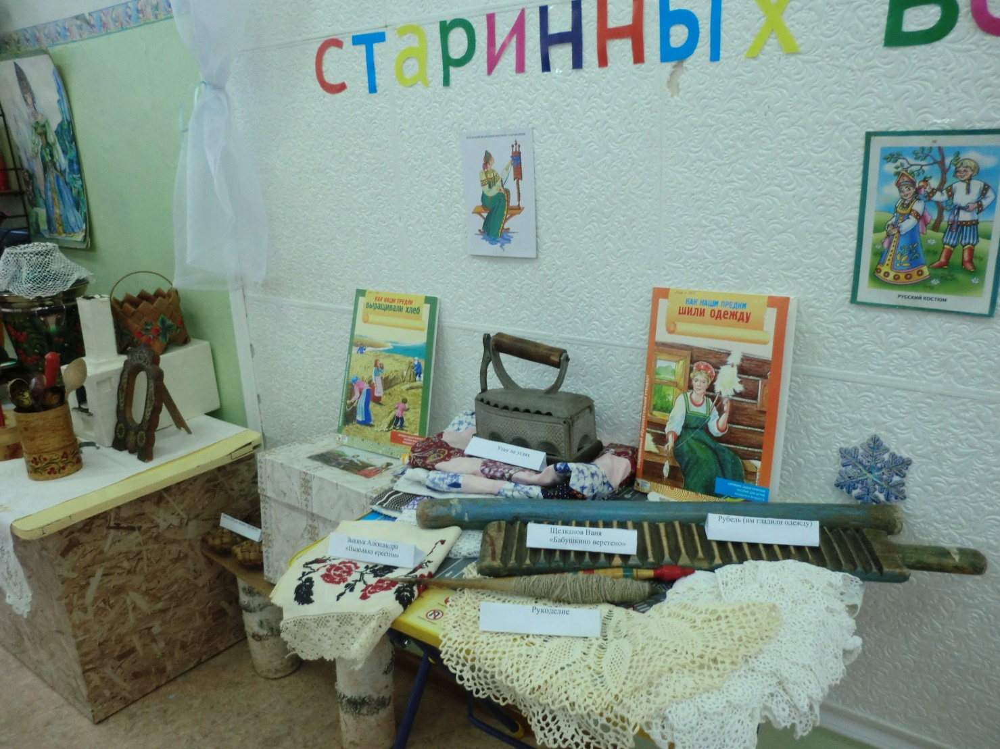 старинных в
КАК НАШИ ПРЕДКИ
ВЫРАЩИВАЛИ ХЛЕБ
КАК НАШИ ПРЕДКИ
ШИЛИ ОДЕЖДУ
РУССКИЙ КОСТЮМ
Утюг на углях
Рубель (им гладили одежду)
Щелканов Ваня
«Бабушкино веретено»
Зыкина Александра
«Вышивка крестом»
Рукоделие